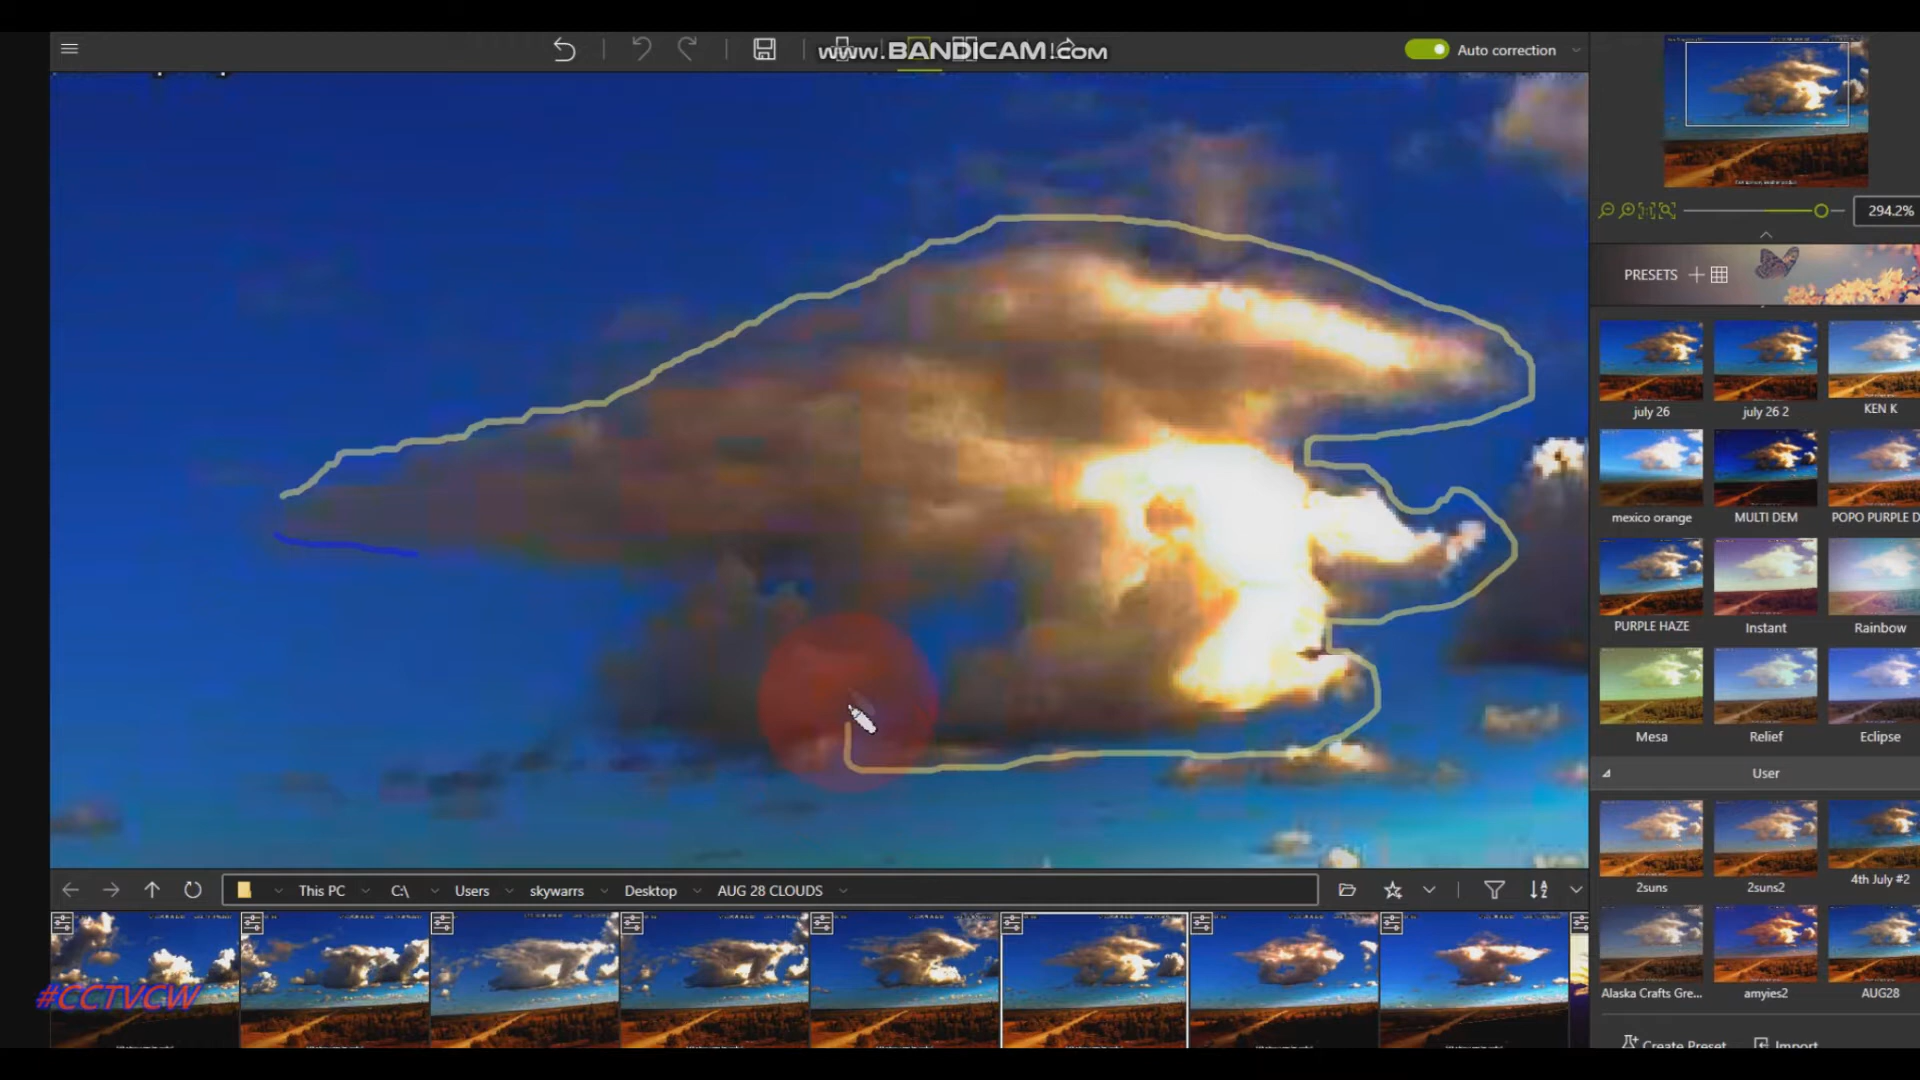 www.BANDICAM.com
Auto correction
294.2%
PRESETS
july 26
july 26 2
KEN K
mexico orange
MULTI DEM
POPO PURPLE D
PURPLE HAZE
Instant
Rainbow
Mesa
Relief
Eclipse
User
2suns
2suns2
4th July #2
Alaska Crafts Gre...
amyies2
AUG28
Create Preset
Import
This PC
C:\
Users
skywarrs
Desktop
AUG 28 CLOUDS
#CCTVCW